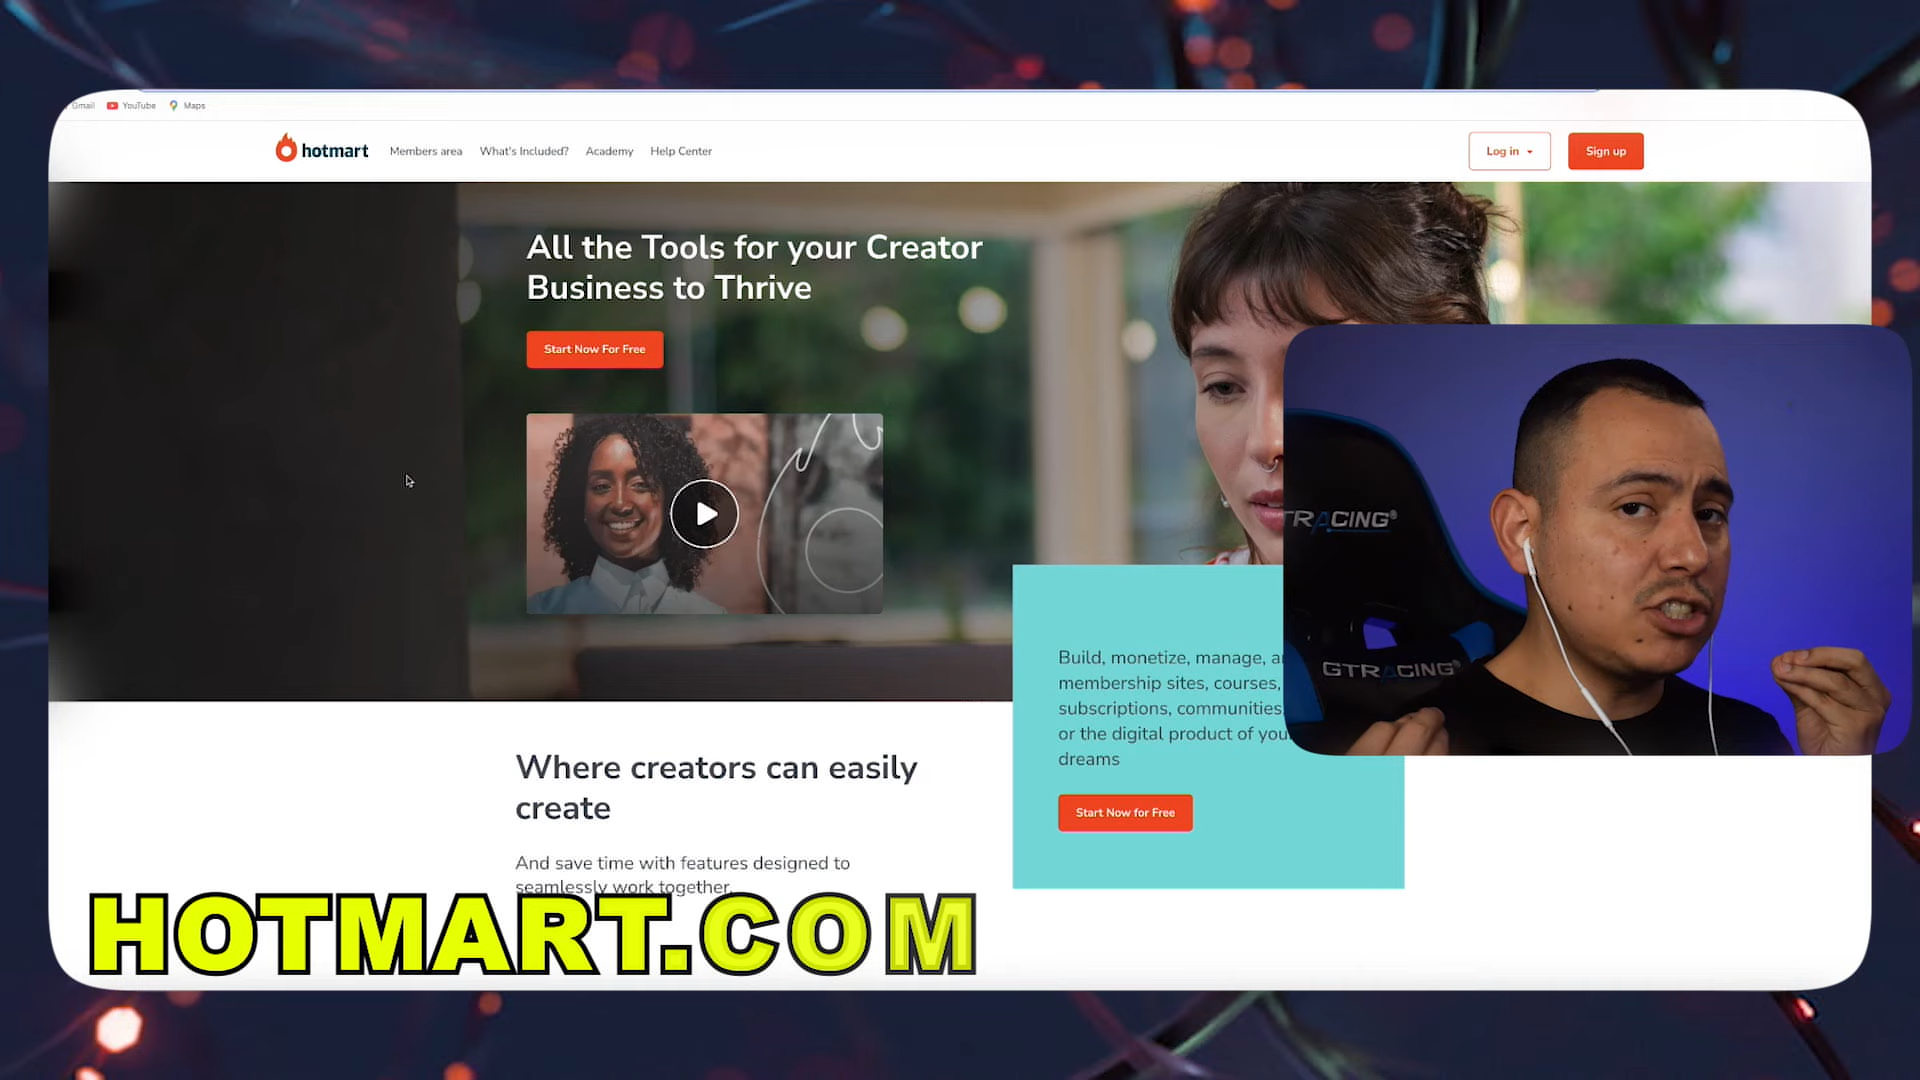 Gmail YouTube Maps
hotmart Members area What's Included? Academy Help Center Log in Sign up
All the Tools for your Creator
Business to Thrive
Start Now For Free
Where creators can easily
create
And save time with features designed to
seamlessly work together.
Build, monetize, manage,
membership sites, courses,
subscriptions, communities,
or the digital product of
dreams
Start Now for Free
GTRACING®
HOTMART.COM